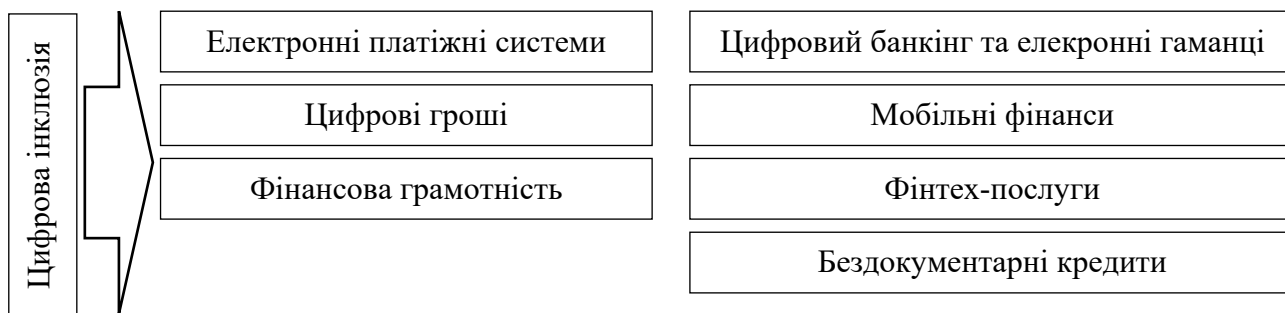 Цифрова інклюзія
Електронні платіжні системи
Цифрові гроші
Фінансова грамотність
Цифровий банкінг та елекронні гаманці
Мобільні фінанси
Фінтех-послуги
Бездокументарні кредити